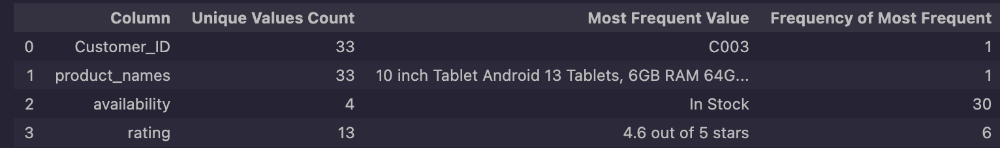 Column Unique Values Count Most Frequent Value Frequency of Most Frequent
0 Customer_ID 33 C003 1
1 product_names 33 10 inch Tablet Android 13 Tablets, 6GB RAM 64G... 1
2 availability 4 In Stock 30
3 rating 13 4.6 out of 5 stars 6